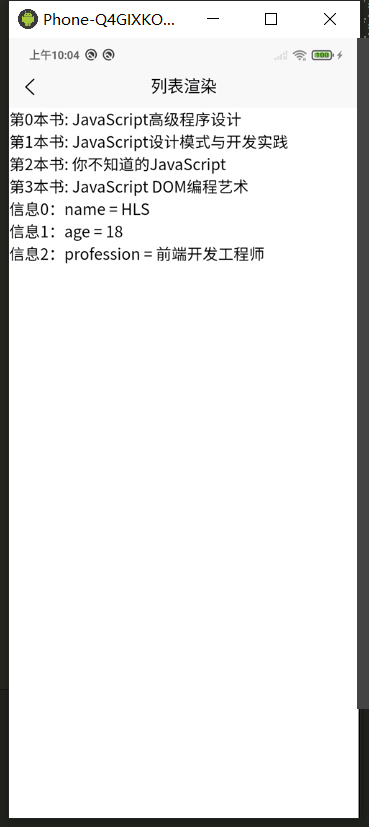 Phone-Q4GIXKO...
上午10:04
列表渲染
第0本书: JavaScript高级程序设计
第1本书: JavaScript设计模式与开发实践
第2本书: 你不知道的JavaScript
第3本书: JavaScript DOM编程艺术
信息0：name = HLS
信息1：age = 18
信息2：profession = 前端开发工程师